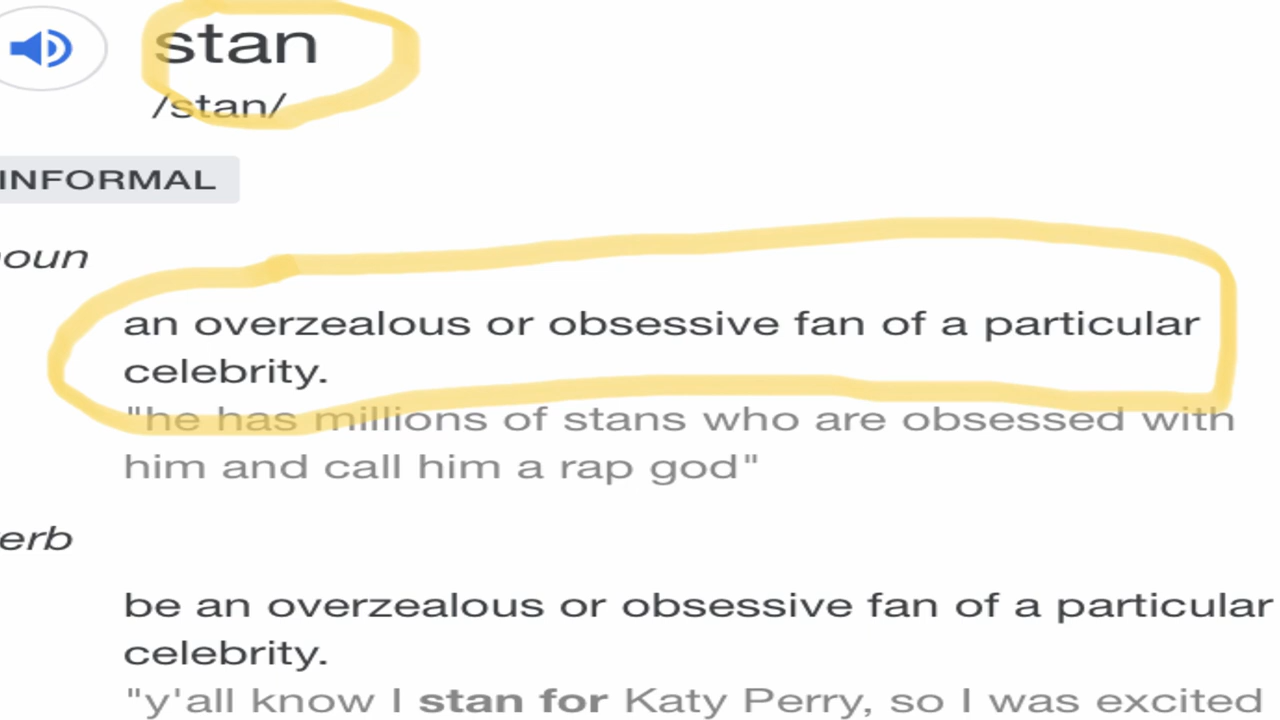 stan
/stan/
INFORMAL
oun
an overzealous or obsessive fan of a particular
celebrity.
"he has millions of stans who are obsessed with
him and call him a rap god"
erb
be an overzealous or obsessive fan of a particular
celebrity.
"y'all know I stan for Katy Perry, so I was excited